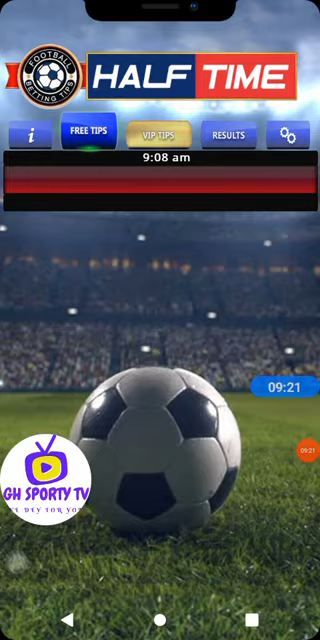 FOOTBALL
BETTING TIPS
HALF TIME
i
FREE TIPS
VIP TIPS
RESULTS
9:08 am
09:21
09:21
GH SPORTY TV